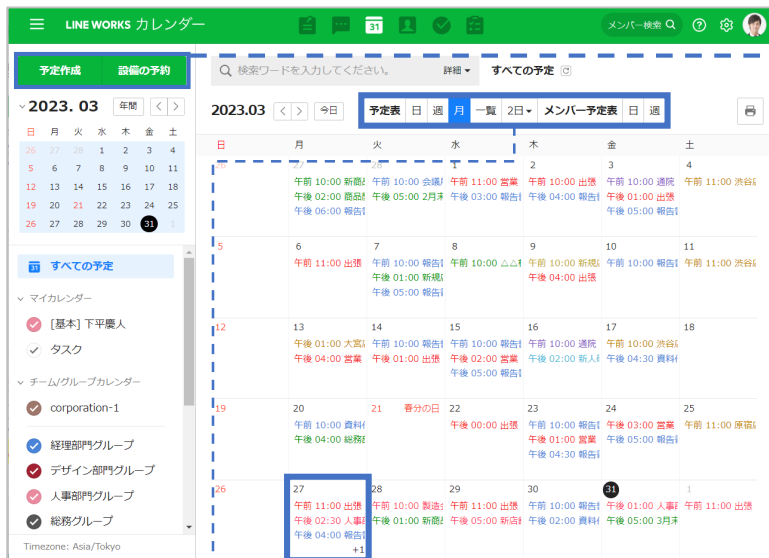 LINE WORKS カレンダー
31
メンバー検索
予定作成 設備の予約
検索ワードを入力してください。 詳細 すべての予定
2023. 03 年間 < >
2023.03 < > 今日 予定表 日 週 月 一覧 2日 メンバー予定表 日 週
日 月 火 水 木 金 土
26 27 28 1 2 3 4
5 6 7 8 9 10 11
12 13 14 15 16 17 18
19 20 21 22 23 24 25
26 27 28 29 30 31 1
31 すべての予定
マイカレンダー
[基本] 下平慶人
タスク
チーム/グループカレンダー
corporation-1
経理部門グループ
デザイン部門グループ
人事部門グループ
総務グループ
Timezone: Asia/Tokyo
日 月 火 水 木 金 土
26 27 28 1 2 3 4
午前 10:00 新商品 午前 10:00 会議 午前 11:00 営業 午前 10:00 出張 午前 10:00 通院 午前 11:00 渋谷
午後 02:00 商品 午後 05:00 2月末 午後 03:00 報告 午後 04:00 報告 午後 01:00 出張
午後 06:00 報告 午後 05:00 報告
5 6 7 8 9 10 11
午前 11:00 出張 午前 10:00 報告 午前 10:00 △△ 午前 10:00 新規 午前 10:00 報告 午前 11:00 渋谷
午後 01:00 新規 午後 04:00 出張
午後 05:00 報告
12 13 14 15 16 17 18
午後 01:00 大宮 午前 10:00 報告 午前 10:00 報告 午前 10:00 通院 午前 10:00 渋谷
午後 04:00 営業 午後 01:00 出張 午後 02:00 営業 午後 02:00 新人 午後 04:30 資料
午後 05:00 報告
19 20 21 春分の日 22 23 24 25
午前 10:00 資料 午後 00:00 出張 午前 10:00 報告 午後 03:00 営業 午前 11:00 原宿
午後 04:00 総務 午後 01:00 営業 午後 05:00 報告
午後 04:30 報告
26 27 28 29 30 31 1
午前 11:00 出張 午前 10:00 製造 午前 11:00 出張 午前 10:00 報告 午後 01:00 人事 午前 11:00 出張
午後 02:30 人事 午後 01:00 新商 午後 05:00 新店 午後 02:00 資料 午後 05:00 3月末
午後 04:00 報告
+1